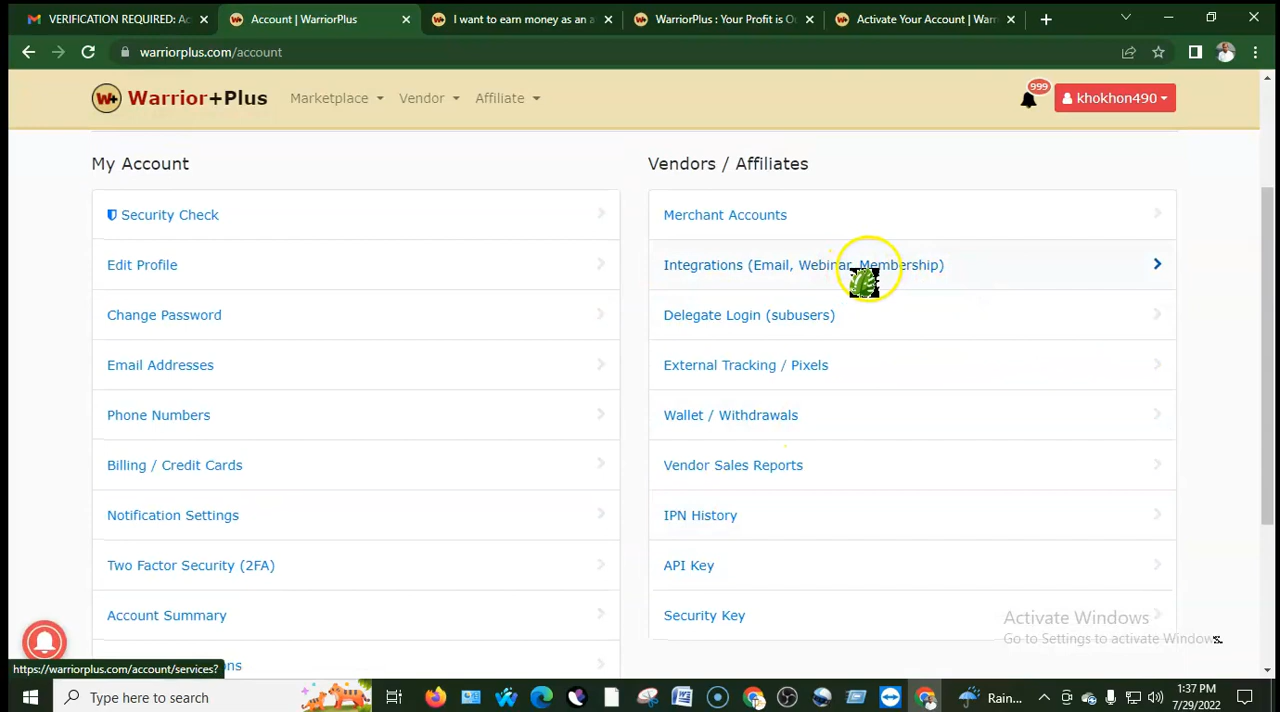 VERIFICATION REQUIRED: Ac
Account | WarriorPlus
I want to earn money as an a
WarriorPlus : Your Profit is O
Activate Your Account | Warr
warriorplus.com/account
Warrior+Plus
Marketplace
Vendor
Affiliate
999
khokhon490
My Account
Security Check
Edit Profile
Change Password
Email Addresses
Phone Numbers
Billing / Credit Cards
Notification Settings
Two Factor Security (2FA)
Account Summary
ns
Vendors / Affiliates
Merchant Accounts
Integrations (Email, Webinar, Membership)
Delegate Login (subusers)
External Tracking / Pixels
Wallet / Withdrawals
Vendor Sales Reports
IPN History
API Key
Security Key
Activate Windows
Go to Settings to activate Windows.
https://warriorplus.com/account/services?
Type here to search
Rain...
1:37 PM
7/29/2022